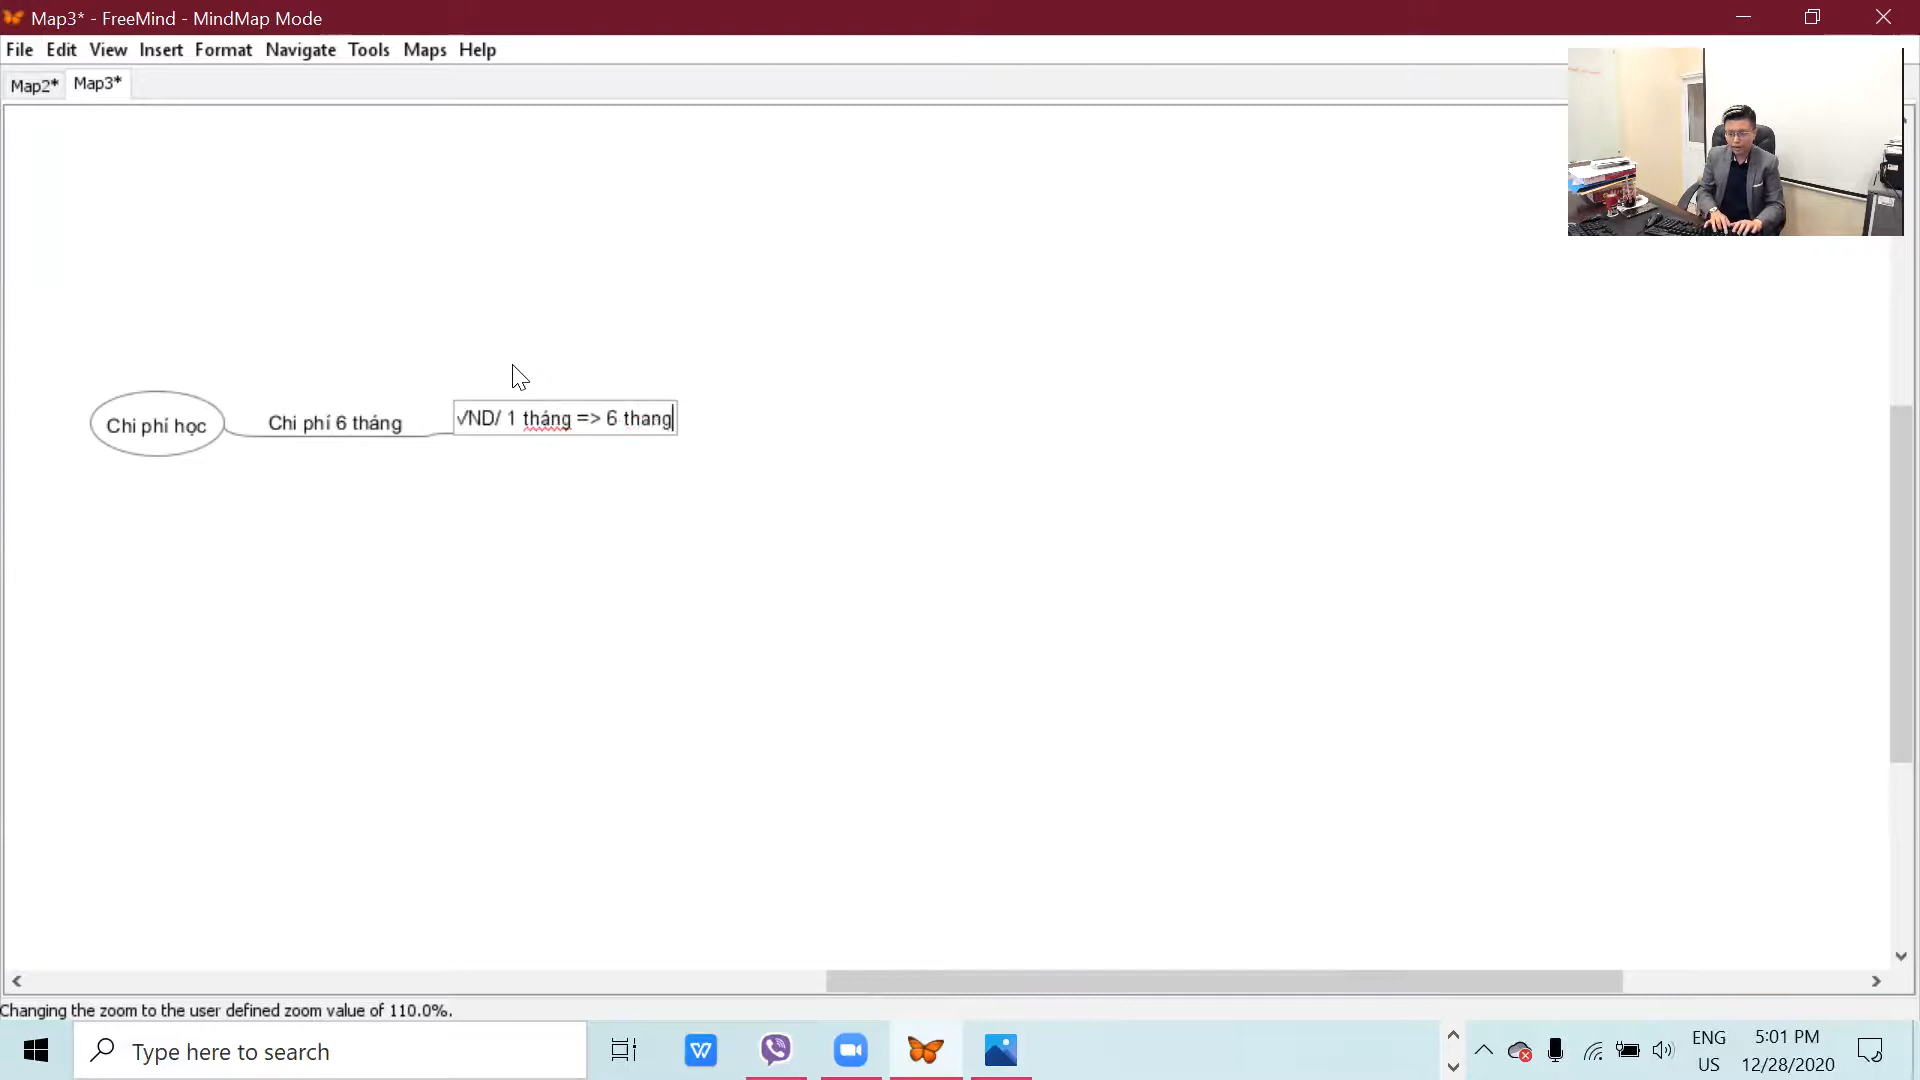 Map3* - FreeMind - MindMap Mode
File Edit View Insert Format Navigate Tools Maps Help
Map2* Map3*
Chi phí học
Chi phí 6 tháng
VND/ 1 tháng => 6 thang
Changing the zoom to the user defined zoom value of 110.0%.
Type here to search
ENG
US
5:01 PM
12/28/2020